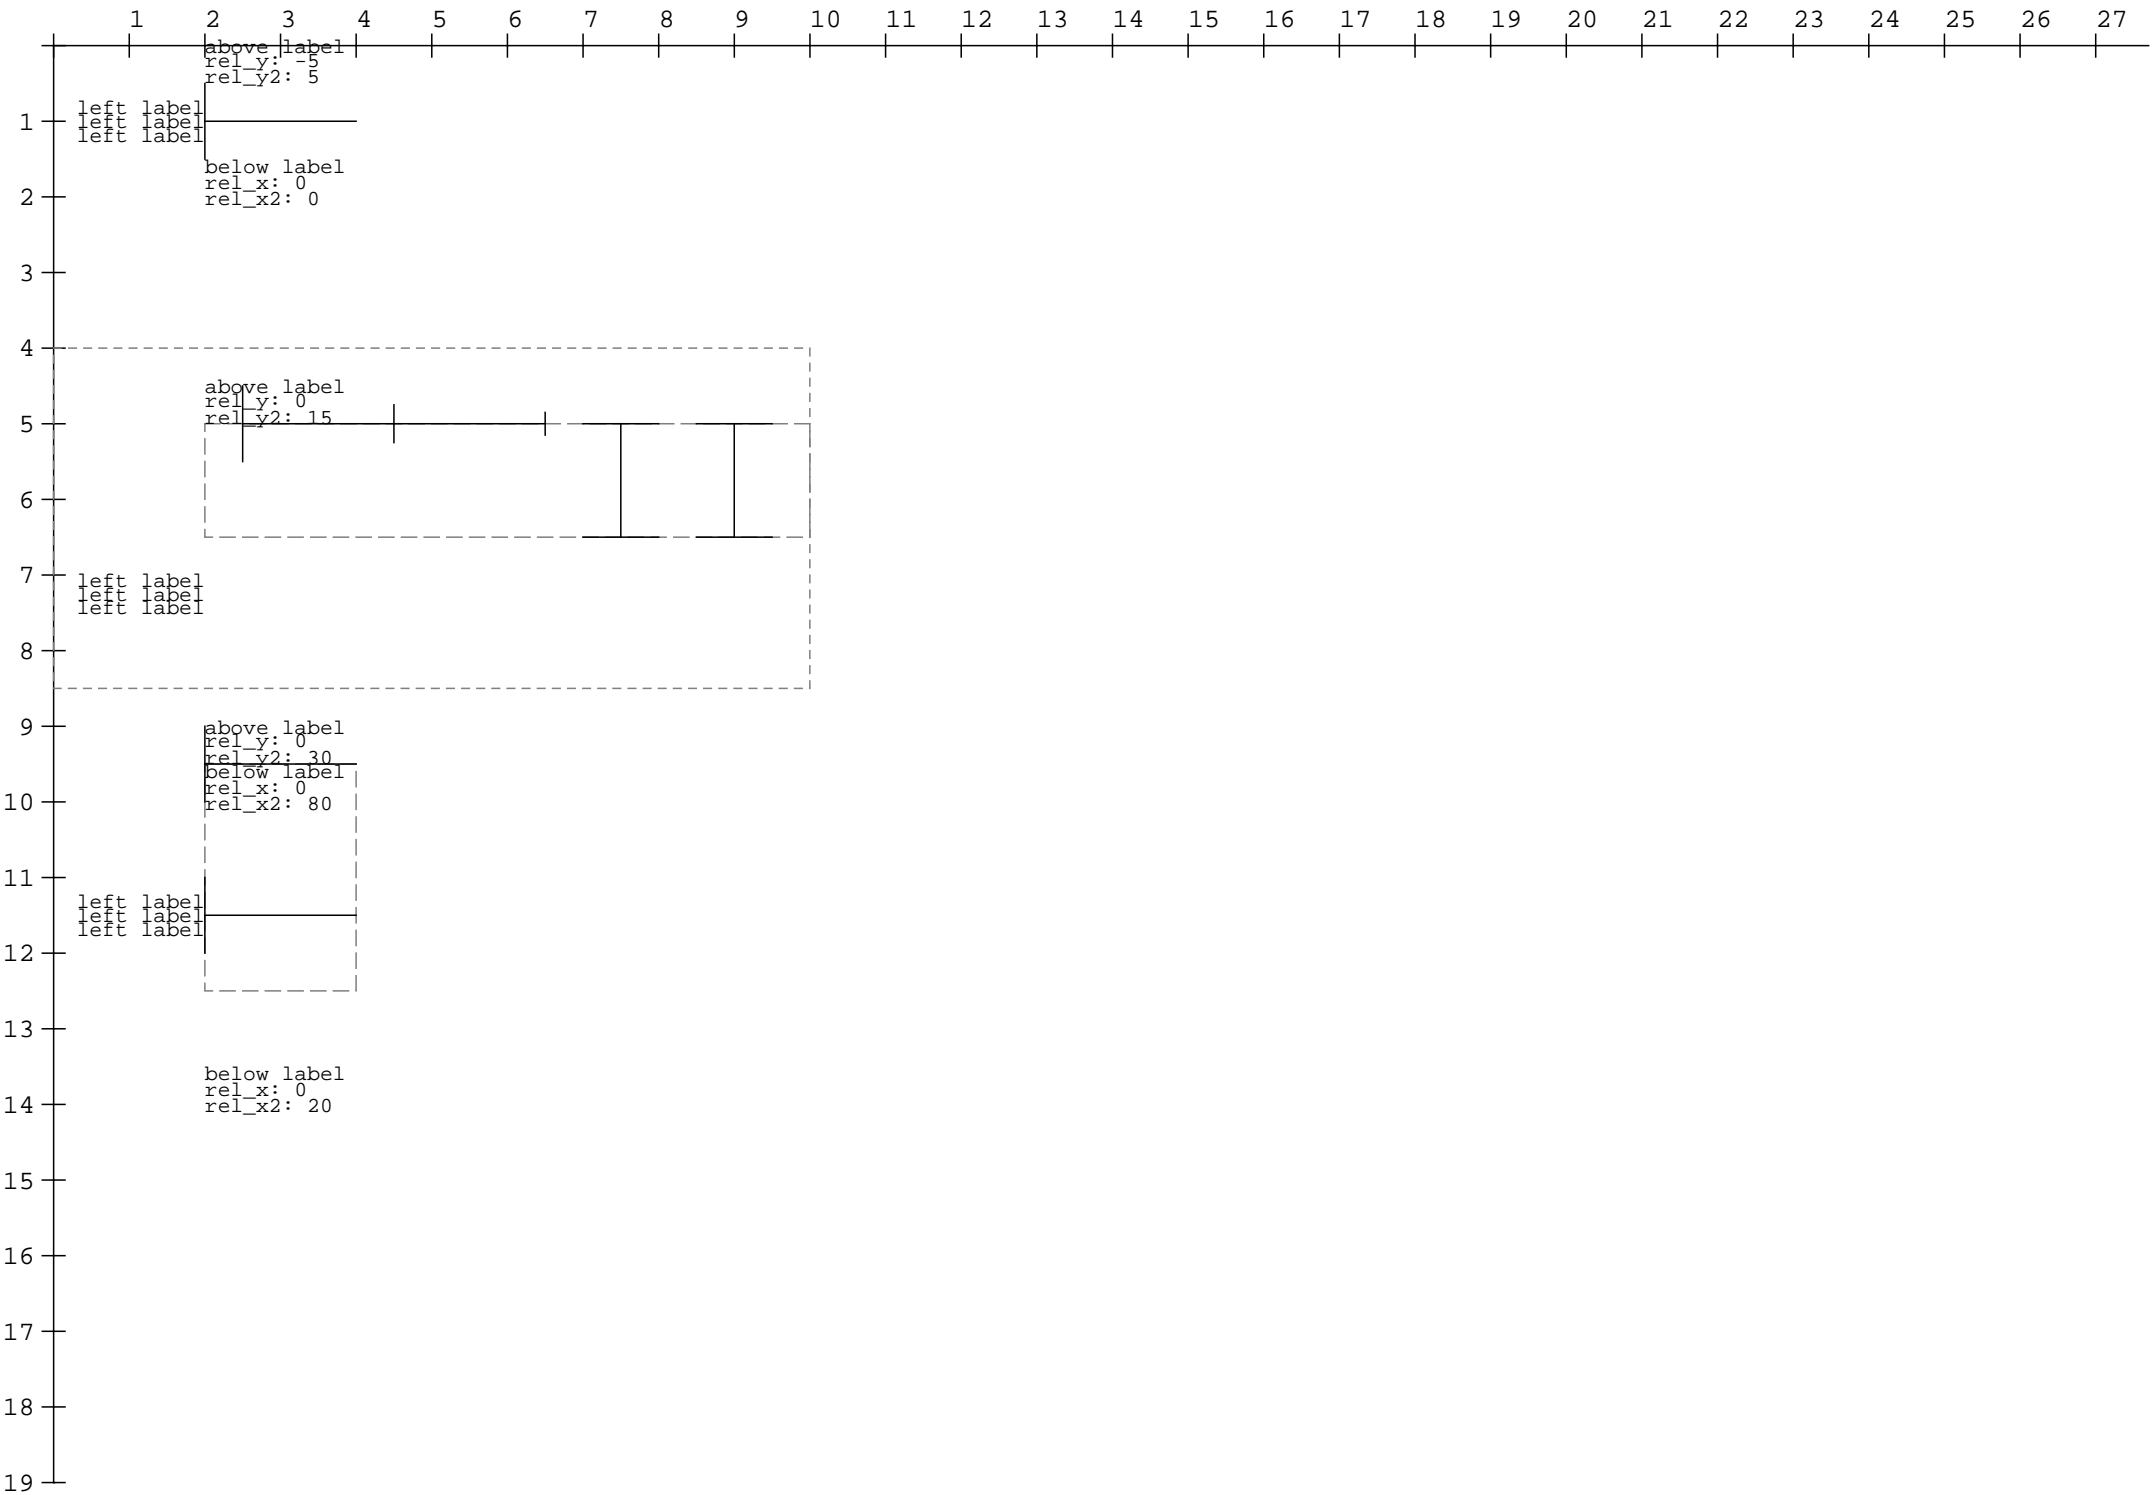 1 2 3 4 5 6 7 8 9 10 11 12 13 14 15 16 17 18 19 20 21 22 23 24 25 26 27
above label
rel_y: -5
rel_y2: 5
left label
1 left label
left label
below label
rel_x: 0
2 rel_x2: 0
3
4
above label
rel_y: 0
rel_y2: 15
5
6
7 left label
left label
left label
8
9 above label
rel_y: 0
rel_y2: 30
below label
rel_x: 0
10 rel_x2: 80
11
left label
left label
left label
12
13
below label
rel_x: 0
14 rel_x2: 20
15
16
17
18
19